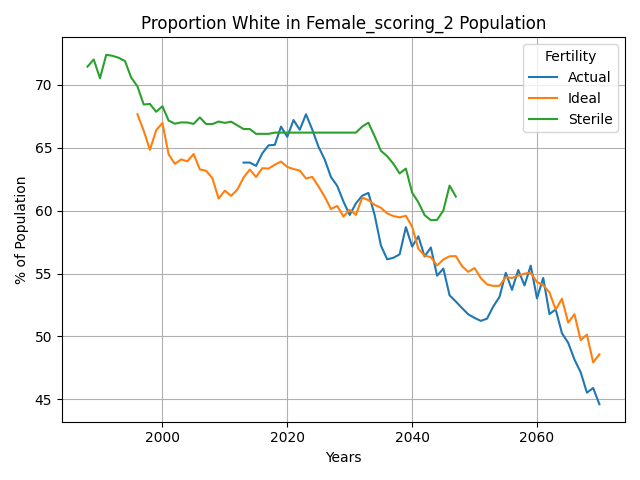 Proportion White in Female_scoring_2 Population
Fertility
Actual
Ideal
Sterile
% of Population
70
65
60
55
50
45
2000
2020
2040
2060
Years